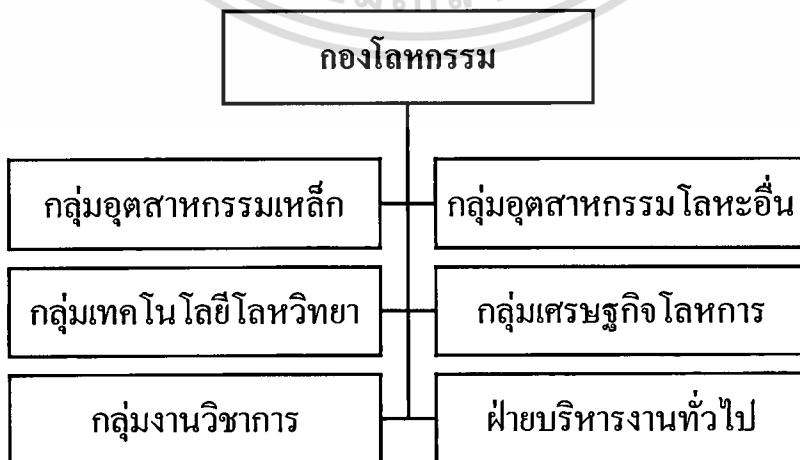 กองโลหกรรม
กลุ่มอุตสาหกรรมเหล็ก
กลุ่มอุตสาหกรรมโลหะอื่น
กลุ่มเทคโนโลยีโลหวิทยา
กลุ่มเศรษฐกิจโลหการ
กลุ่มงานวิชาการ
ฝ่ายบริหารงานทั่วไป